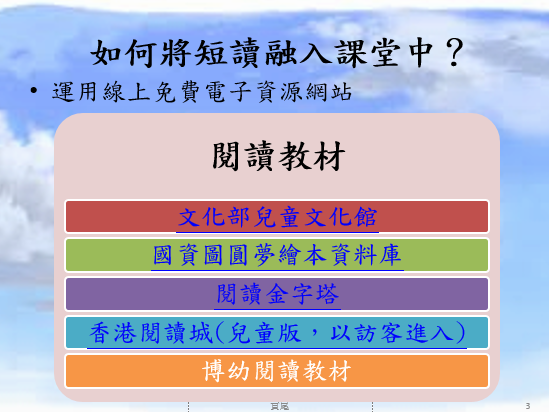 如何將短讀融入課堂中？
• 運用線上免費電子資源網站
閱讀教材
文化部兒童文化館
國資圖圓夢繪本資料庫
閱讀金字塔
香港閱讀城(兒童版，以訪客進入)
博幼閱讀教材
頁尾
3